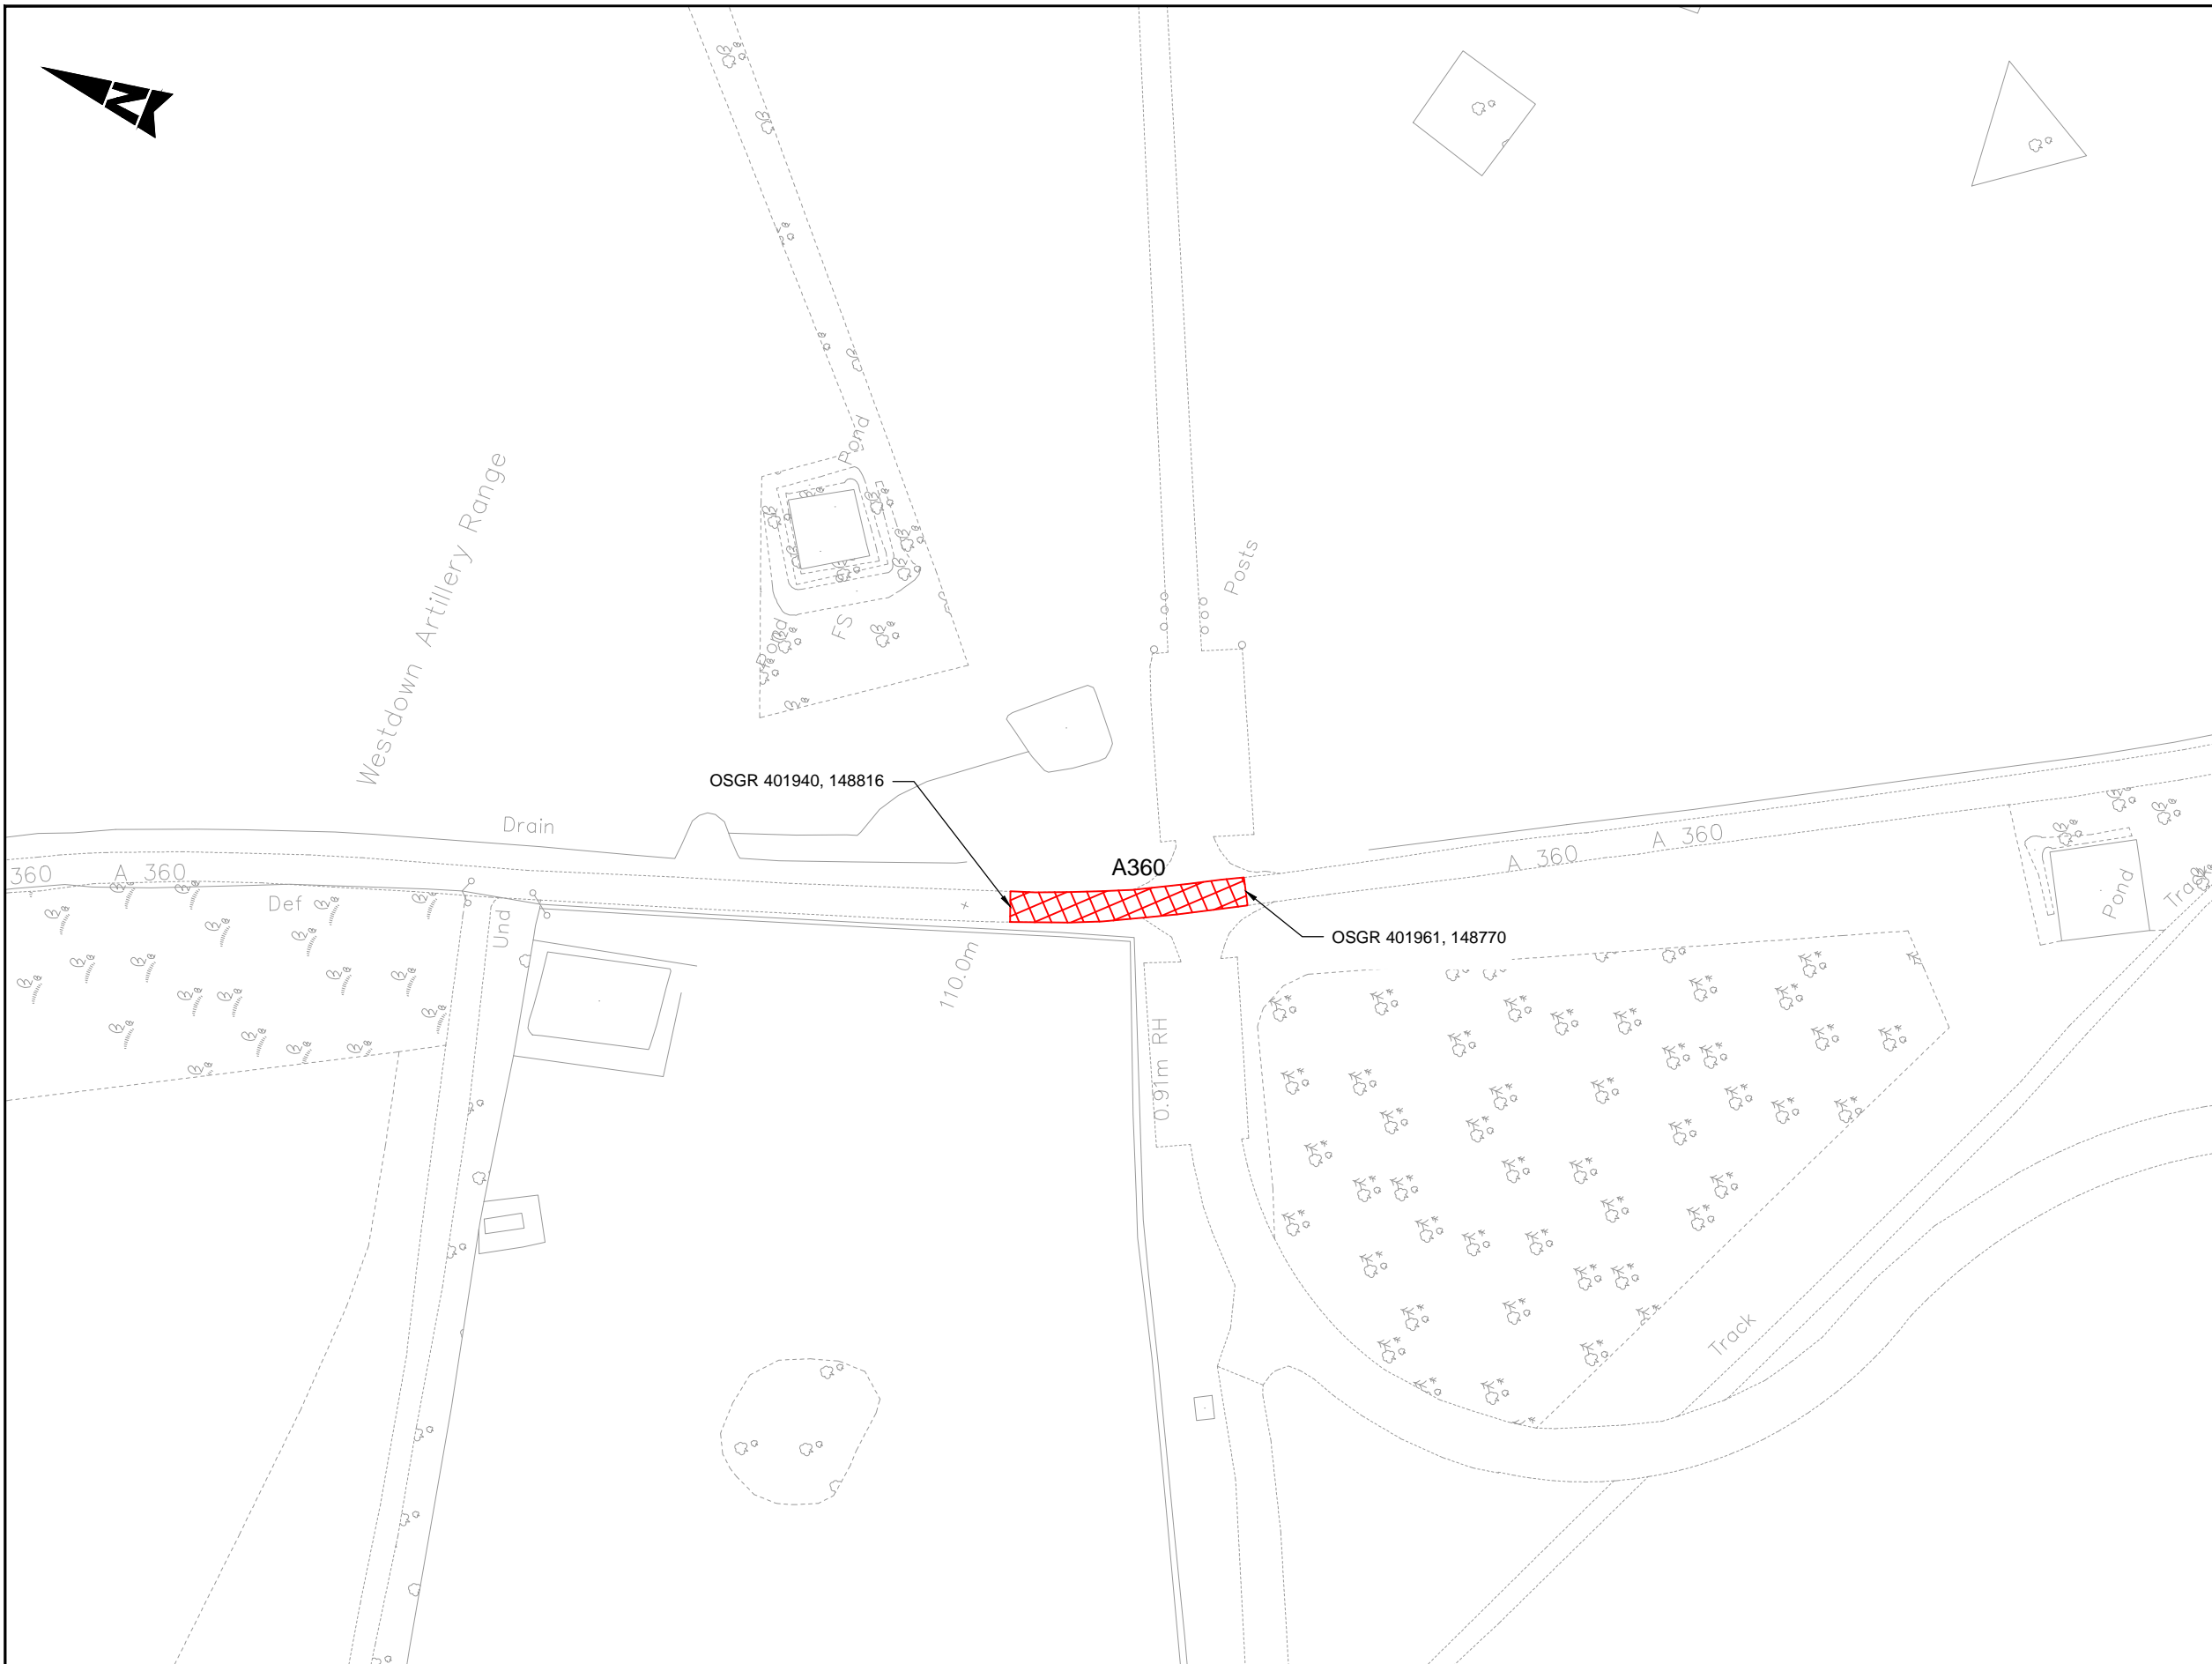 N
Pond
Westdown Artillery Range
Posts
FS
Pond
OSGR 401940, 148816
Drain
A 360
A 360
A360
360
A 360
Def
Und
Pond
Track
OSGR 401961, 148770
110.0m
0.91m RH
Track